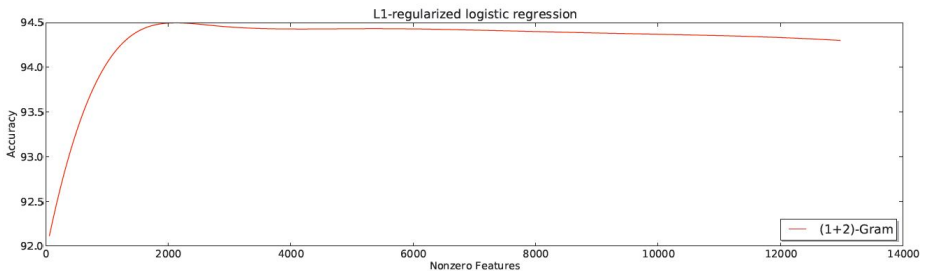 L1-regularized logistic regression
94.5
94.0
93.5
93.0
92.5
92.0
Accuracy
0 2000 4000 6000 8000 10000 12000 14000
Nonzero Features
(1+2)-Gram